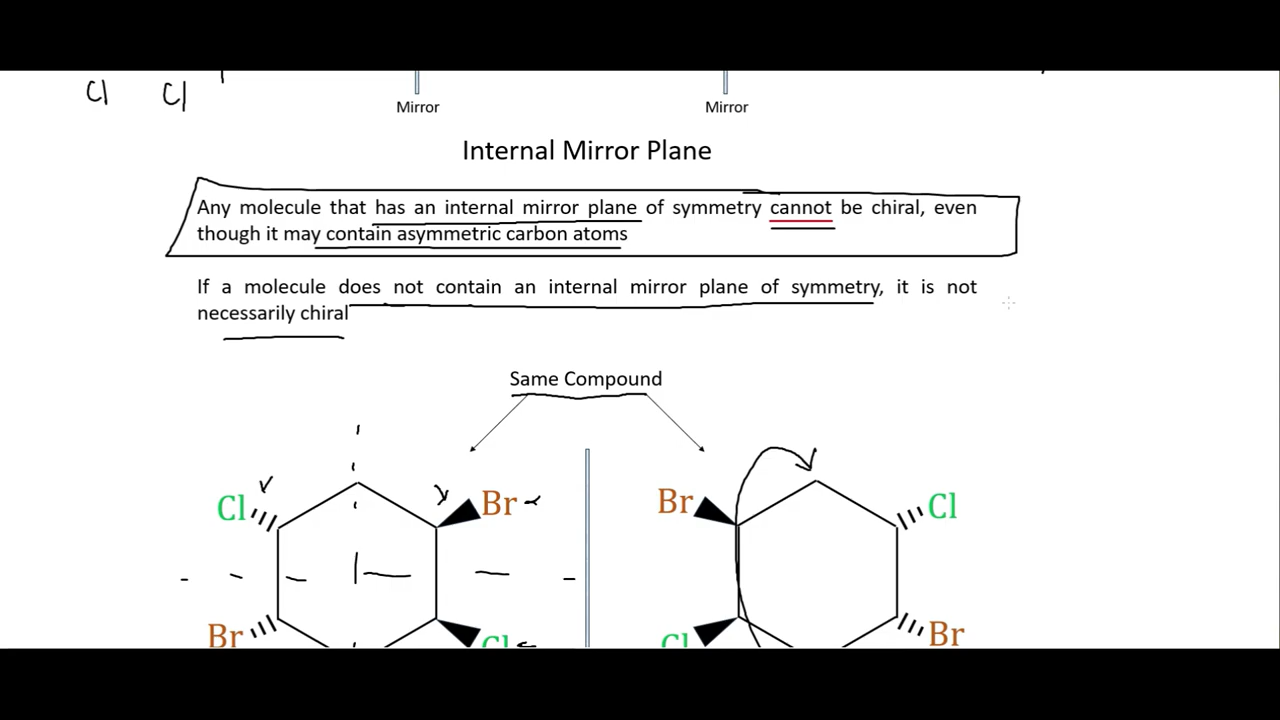 Cl Cl
Mirror Mirror
Internal Mirror Plane
Any molecule that has an internal mirror plane of symmetry cannot be chiral, even
though it may contain asymmetric carbon atoms
If a molecule does not contain an internal mirror plane of symmetry, it is not
necessarily chiral
Same Compound
Cl Br Br Cl
Br Cl Cl Br